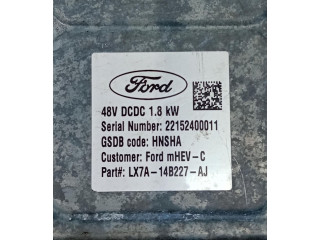 Ford
48V DCDC 1.8 kW
Serial Number: 22152400011
GSDB code: HNSHA
Customer: Ford mHEV-C
Part#: LX7A-14B227-AJ